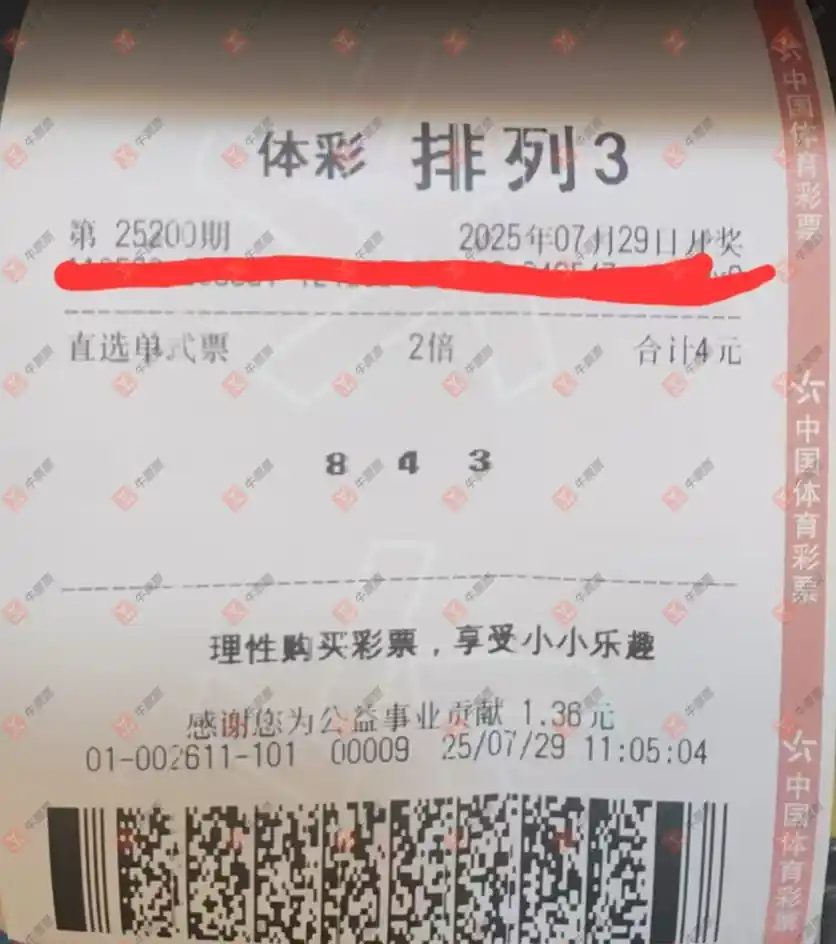 体彩 排列3
第 25200期 2025年07月29日开奖
直选单式票 2倍 合计4元
8 4 3
理性购买彩票，享受小小乐趣
感谢您为公益事业贡献 1.36元
01-002611-101 00009 25/07/29 11:05:04
中国体育彩票
中国体育彩票
中国体育彩票